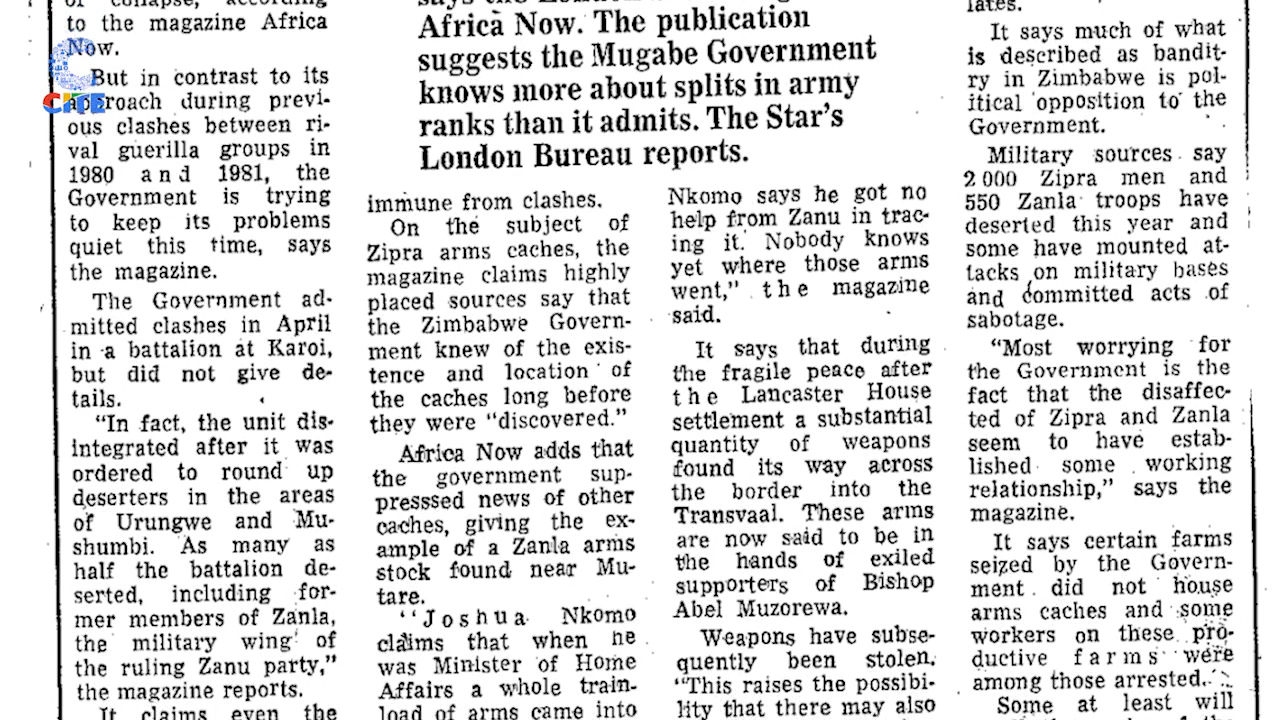 of collapse, according
to the magazine Africa
Now.
But in contrast to its
approach during previ-
ous clashes between ri-
val guerilla groups in
1980 and 1981, the
Government is trying
to keep its problems
quiet this time, says
the magazine.
The Government ad-
mitted clashes in April
in a battalion at Karoi,
but did not give de-
tails.
"In fact, the unit dis-
integrated after it was
ordered to round up
deserters in the areas
of Urungwe and Mu-
shumbi. As many as
half the battalion de-
serted, including for-
mer members of Zanla,
the military wing of
the ruling Zanu party,"
the magazine reports.
It claims even the
CITE
Africa Now. The publication
suggests the Mugabe Government
knows more about splits in army
ranks than it admits. The Star's
London Bureau reports.
immune from clashes.
On the subject of
Zipra arms caches, the
magazine claims highly
placed sources say that
the Zimbabwe Govern-
ment knew of the exis-
tence and location of
the caches long before
they were "discovered."
Africa Now adds that
the government sup-
presssed news of other
caches, giving the ex-
ample of a Zanla arms
stock found near Mu-
tare.
"Joshua Nkomo
claims that when he
was Minister of Home
Affairs a whole train-
load of arms came into
Nkomo says he got no
help from Zanu in trac-
ing it. Nobody knows
yet where those arms
went," the magazine
said.
It says that during
the fragile peace after
the Lancaster House
settlement a substantial
quantity of weapons
found its way across
the border into the
Transvaal. These arms
are now said to be in
the hands of exiled
supporters of Bishop
Abel Muzorewa.
Weapons have subse-
quently been stolen.
"This raises the possibi-
lity that there may also
lates.
It says much of what
is described as bandit-
ry in Zimbabwe is pol-
itical opposition to the
Government.
Military sources say
2 000 Zipra men and
550 Zanla troops have
deserted this year and
some have mounted at-
tacks on military bases
and committed acts of
sabotage.
"Most worrying for
the Government is the
fact that the disaffec-
ted of Zipra and Zanla
seem to have estab-
lished some working
relationship," says the
magazine.
It says certain farms
seized by the Govern-
ment did not house
arms caches and some
workers on these pro-
ductive farms were
among those arrested.
Some at least will